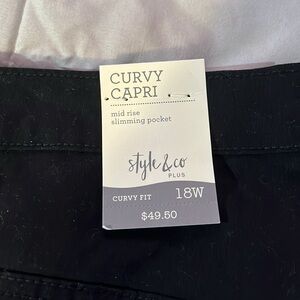 CURVY
CAPRI
mid rise
slimming pocket
style & co
PLUS
CURVY FIT 18W
$49.50